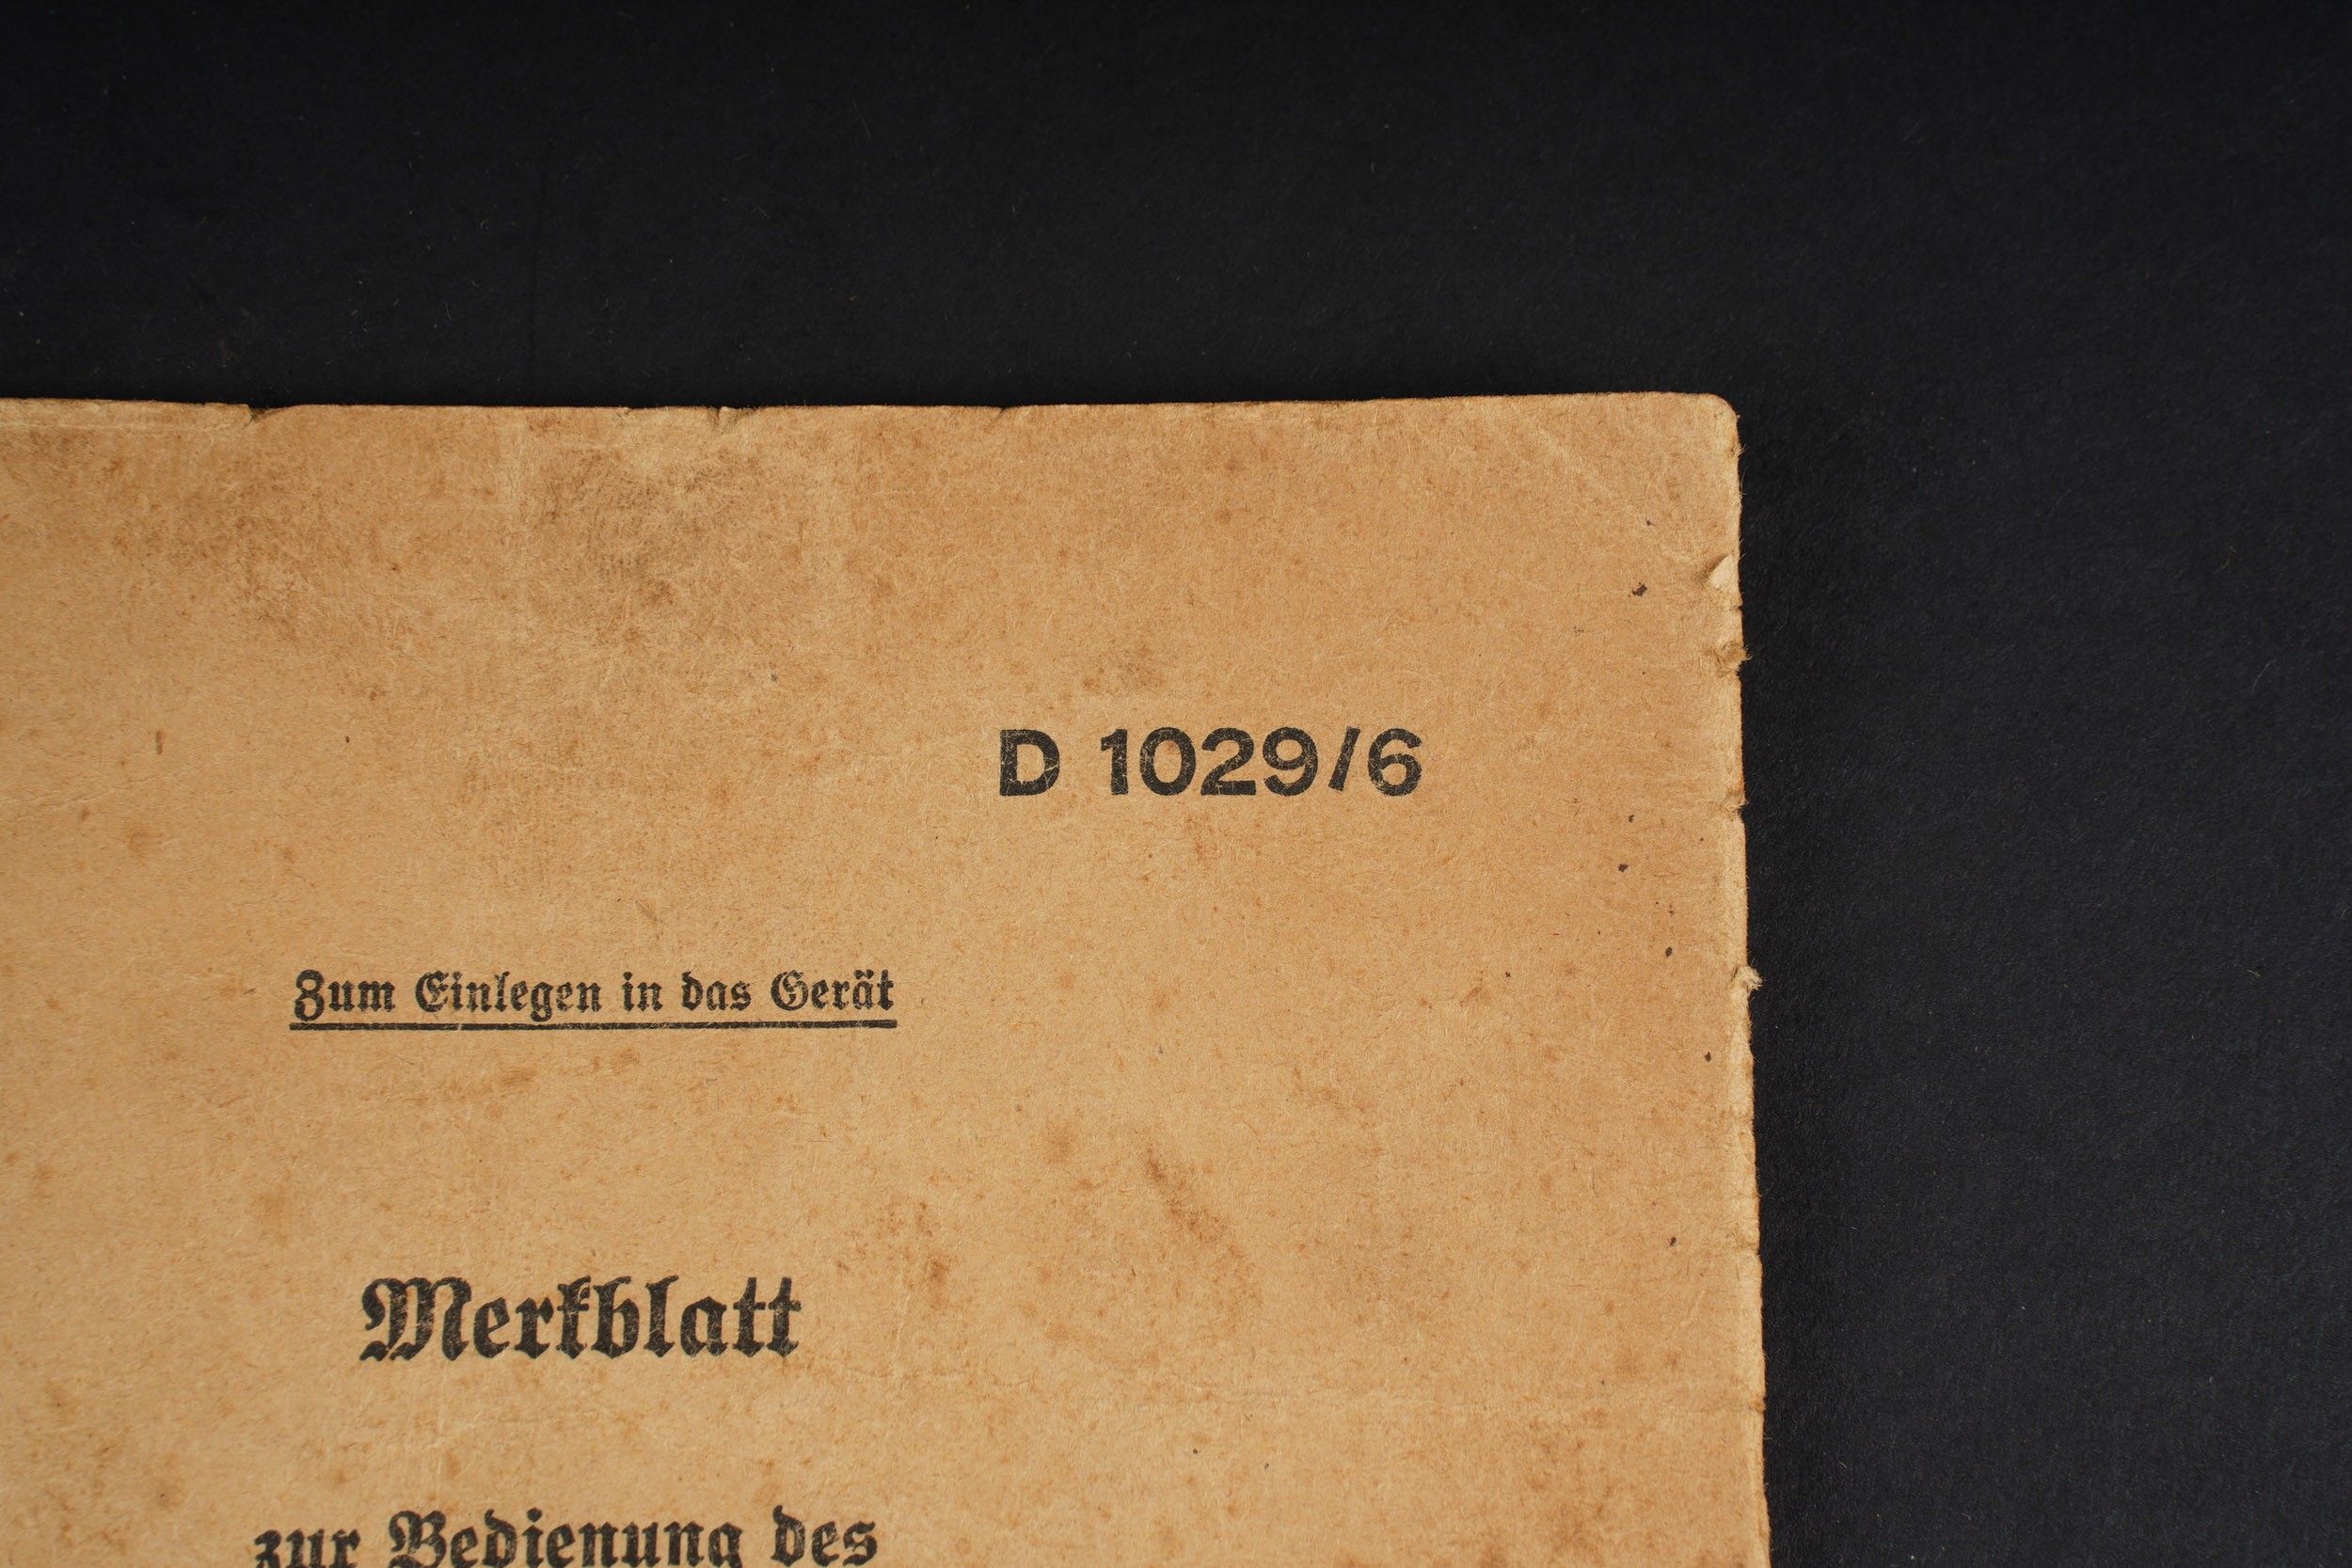 D 1029/6
Zum Einlegen in das Gerät
Merkblatt
zur Bedienung des